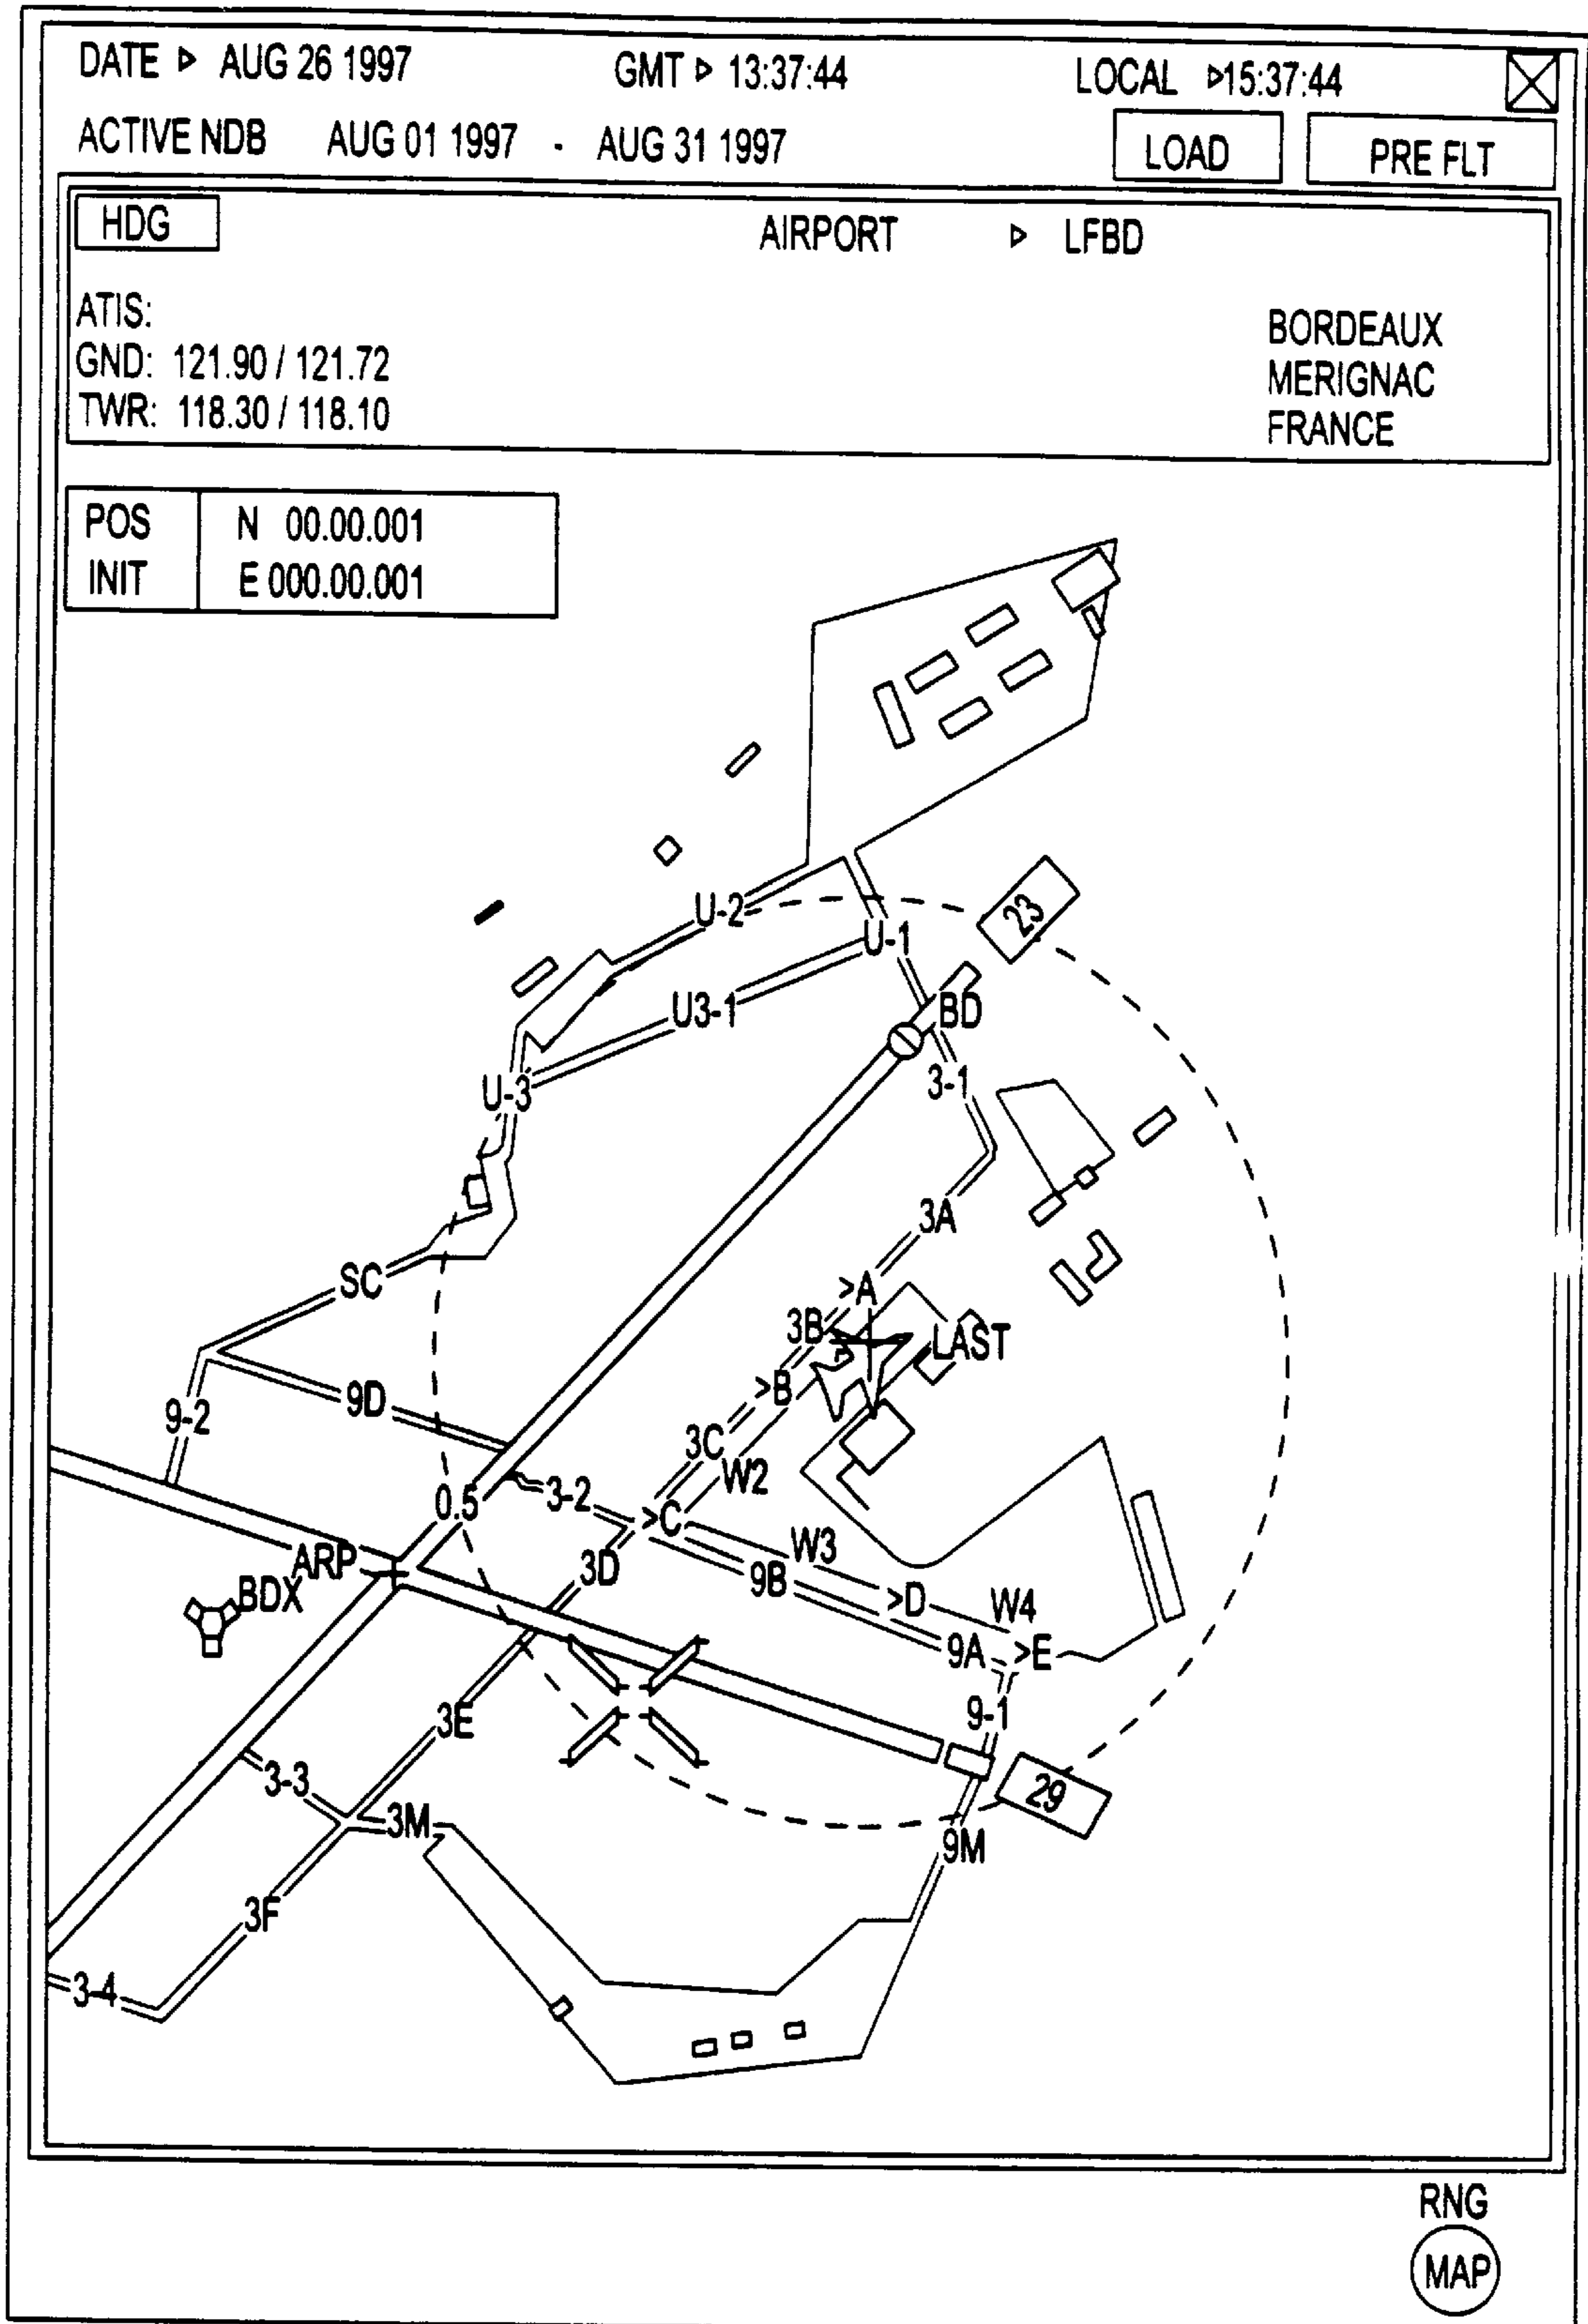 DATE ▷ AUG 26 1997 GMT ▷ 13:37:44 LOCAL ▷15:37:44
ACTIVE NDB AUG 01 1997 - AUG 31 1997 LOAD PRE FLT
HDG AIRPORT ▷ LFBD
ATIS:
GND: 121.90 / 121.72
TWR: 118.30 / 118.10
BORDEAUX
MERIGNAC
FRANCE
POS N 00.00.001
INIT E 000.00.001
23
U-2
U-1
U3-1
BD
U-3
3-1
3A
SC
>A
3B
LAST
>B
9D
9-2
3C
W2
0.5
3-2
>C
W3
ARP
3D
9B
BDX
>D
W4
9A
>E
9-1
3E
3-3
29
3M
9M
3F
3-4
RNG
MAP